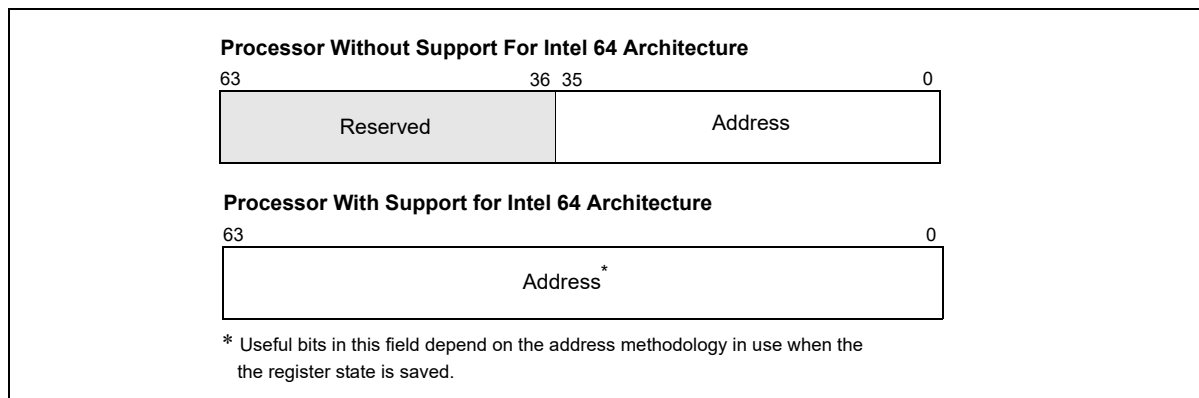 Processor Without Support For Intel 64 Architecture
63 36 35 0
Reserved Address
Processor With Support for Intel 64 Architecture
63 0
Address*
* Useful bits in this field depend on the address methodology in use when the
the register state is saved.